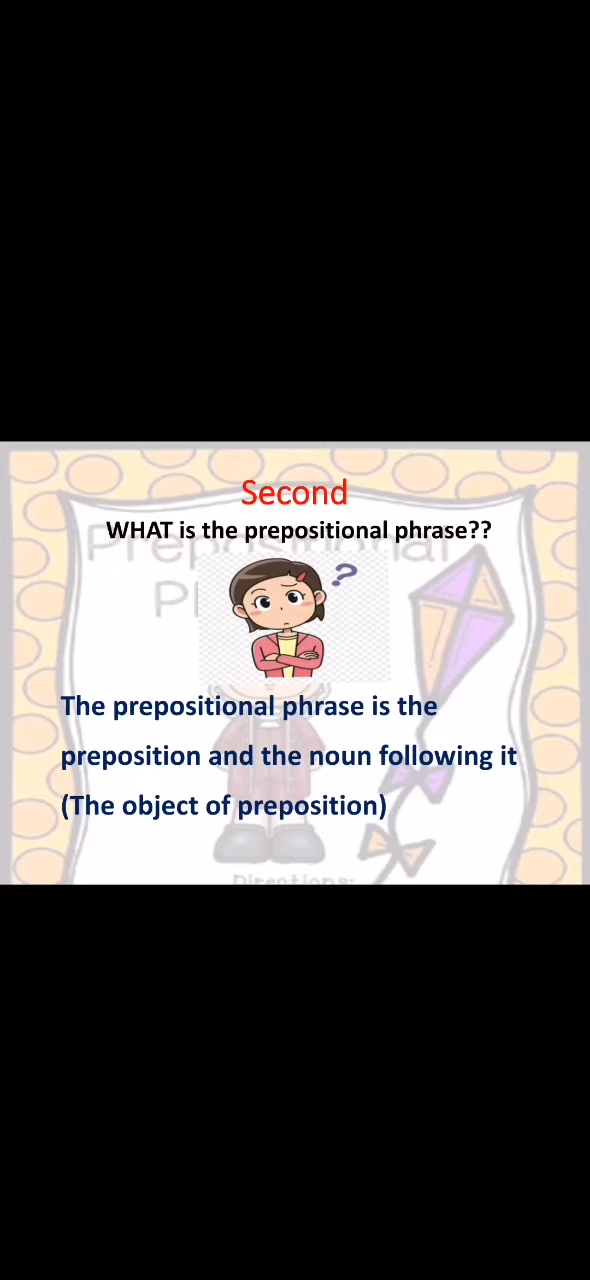 Second
WHAT is the prepositional phrase??
?
The prepositional phrase is the
preposition and the noun following it
(The object of preposition)
Directions: